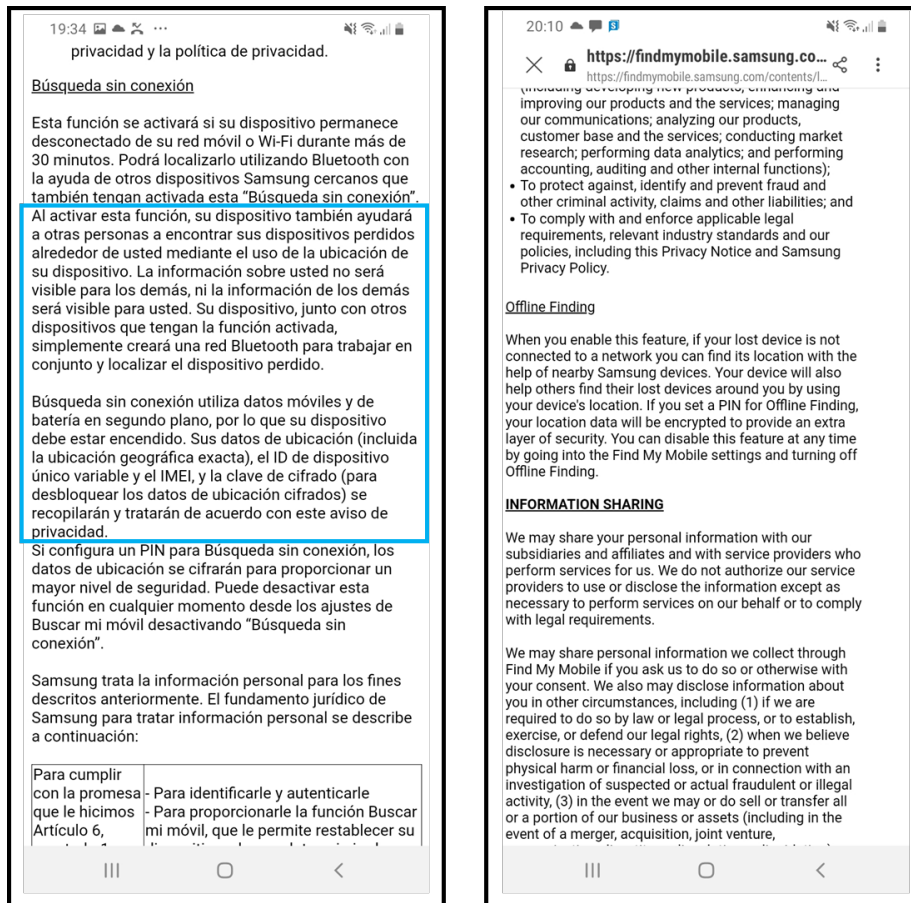 19:34
privacidad y la política de privacidad.
Búsqueda sin conexión
Esta función se activará si su dispositivo permanece
desconectado de su red móvil o Wi-Fi durante más de
30 minutos. Podrá localizarlo utilizando Bluetooth con
la ayuda de otros dispositivos Samsung cercanos que
también tengan activada esta “Búsqueda sin conexión”.
Al activar esta función, su dispositivo también ayudará
a otras personas a encontrar sus dispositivos perdidos
alrededor de usted mediante el uso de la ubicación de
su dispositivo. La información sobre usted no será
visible para los demás, ni la información de los demás
será visible para usted. Su dispositivo, junto con otros
dispositivos que tengan la función activada,
simplemente creará una red Bluetooth para trabajar en
conjunto y localizar el dispositivo perdido.
Búsqueda sin conexión utiliza datos móviles y de
batería en segundo plano, por lo que su dispositivo
debe estar encendido. Sus datos de ubicación (incluida
la ubicación geográfica exacta), el ID de dispositivo
único variable y el IMEI, y la clave de cifrado (para
desbloquear los datos de ubicación cifrados) se
recopilarán y tratarán de acuerdo con este aviso de
privacidad.
Si configura un PIN para Búsqueda sin conexión, los
datos de ubicación se cifrarán para proporcionar un
mayor nivel de seguridad. Puede desactivar esta
función en cualquier momento desde los ajustes de
Buscar mi móvil desactivando “Búsqueda sin
conexión”.
Samsung trata la información personal para los fines
descritos anteriormente. El fundamento jurídico de
Samsung para tratar información personal se describe
a continuación:
Para cumplir
con la promesa
que le hicimos
Artículo 6,
- Para identificarle y autenticarle
- Para proporcionarle la función Buscar
mi móvil, que le permite restablecer su
20:10
https://findmymobile.samsung.co...
https://findmymobile.samsung.com/contents/l...
(including developing new products, enhancing and
improving our products and the services; managing
our communications; analyzing our products,
customer base and the services; conducting market
research; performing data analytics; and performing
accounting, auditing and other internal functions);
• To protect against, identify and prevent fraud and
other criminal activity, claims and other liabilities; and
• To comply with and enforce applicable legal
requirements, relevant industry standards and our
policies, including this Privacy Notice and Samsung
Privacy Policy.
Offline Finding
When you enable this feature, if your lost device is not
connected to a network you can find its location with the
help of nearby Samsung devices. Your device will also
help others find their lost devices around you by using
your device's location. If you set a PIN for Offline Finding,
your location data will be encrypted to provide an extra
layer of security. You can disable this feature at any time
by going into the Find My Mobile settings and turning off
Offline Finding.
INFORMATION SHARING
We may share your personal information with our
subsidiaries and affiliates and with service providers who
perform services for us. We do not authorize our service
providers to use or disclose the information except as
necessary to perform services on our behalf or to comply
with legal requirements.
We may share personal information we collect through
Find My Mobile if you ask us to do so or otherwise with
your consent. We also may disclose information about
you in other circumstances, including (1) if we are
required to do so by law or legal process, or to establish,
exercise, or defend our legal rights, (2) when we believe
disclosure is necessary or appropriate to prevent
physical harm or financial loss, or in connection with an
investigation of suspected or actual fraudulent or illegal
activity, (3) in the event we may or do sell or transfer all
or a portion of our business or assets (including in the
event of a merger, acquisition, joint venture,